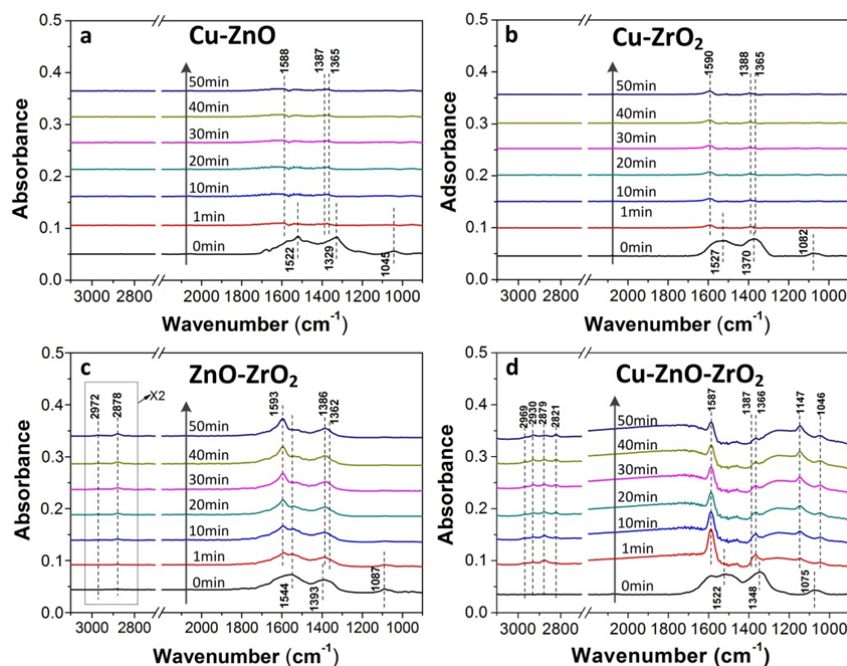 a
Cu-ZnO
0.5
0.4
0.3
0.2
0.1
0.0
Absorbance
1588
1387
1365
50min
40min
30min
20min
10min
1min
0min
1522
1329
1045
3000
2800
2000
1800
1600
1400
1200
1000
Wavenumber (cm⁻¹)
b
Cu-ZrO₂
0.5
0.4
0.3
0.2
0.1
0.0
Adsorbance
1590
1388
1365
50min
40min
30min
20min
10min
1min
0min
1527
1370
1082
3000
2800
2000
1800
1600
1400
1200
1000
Wavenumber (cm⁻¹)
c
ZnO-ZrO₂
0.5
0.4
0.3
0.2
0.1
0.0
Absorbance
2972
2878
X2
1593
1386
1362
50min
40min
30min
20min
10min
1min
0min
1544
1393
1087
3000
2800
2000
1800
1600
1400
1200
1000
Wavenumber (cm⁻¹)
d
Cu-ZnO-ZrO₂
0.5
0.4
0.3
0.2
0.1
0.0
Absorbance
2969
2930
2879
2821
1587
1387
1366
1147
1046
50min
40min
30min
20min
10min
1min
0min
1522
1348
1075
3000
2800
2000
1800
1600
1400
1200
1000
Wavenumber (cm⁻¹)